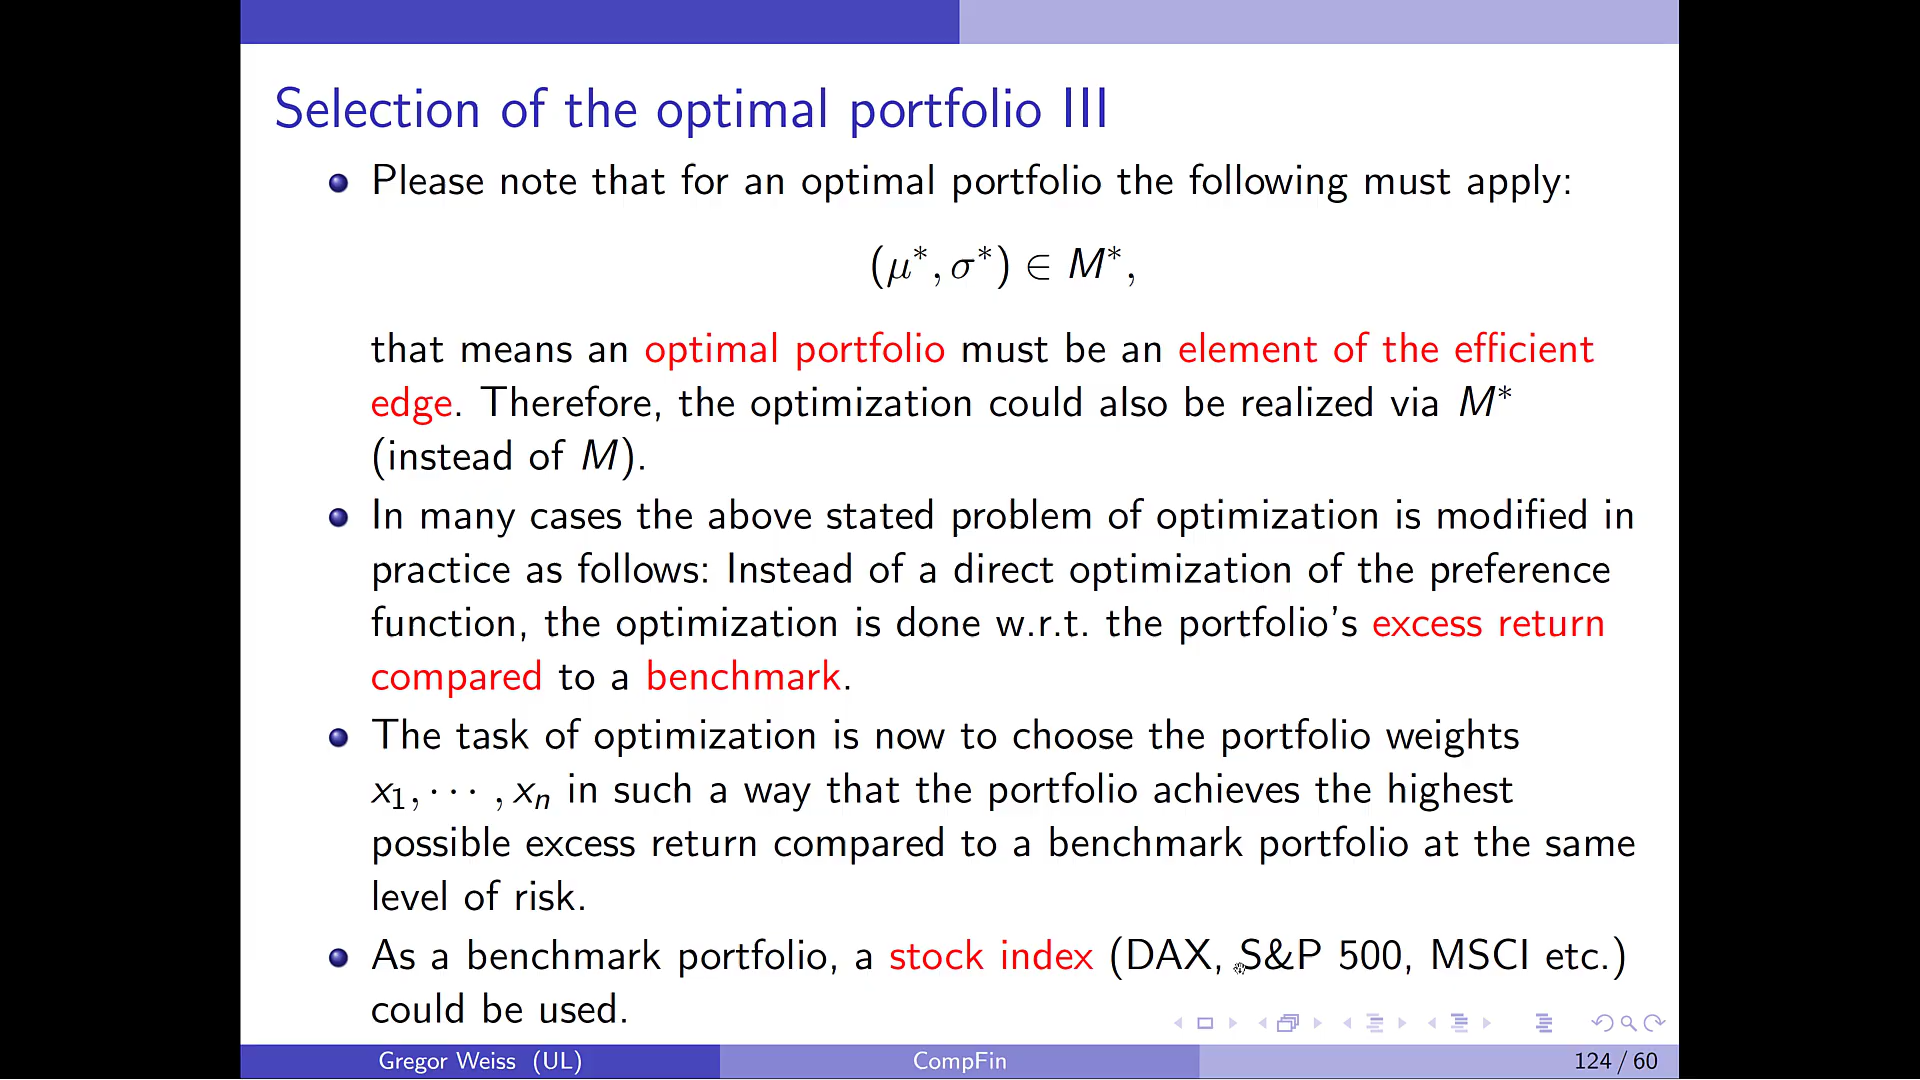 Selection of the optimal portfolio III
Please note that for an optimal portfolio the following must apply:
(μ*, σ*) ∈ M*,
that means an optimal portfolio must be an element of the efficient
edge. Therefore, the optimization could also be realized via M*
(instead of M).
In many cases the above stated problem of optimization is modified in
practice as follows: Instead of a direct optimization of the preference
function, the optimization is done w.r.t. the portfolio's excess return
compared to a benchmark.
The task of optimization is now to choose the portfolio weights
x₁, ⋯ , xₙ in such a way that the portfolio achieves the highest
possible excess return compared to a benchmark portfolio at the same
level of risk.
As a benchmark portfolio, a stock index (DAX, S&P 500, MSCI etc.)
could be used.
Gregor Weiss (UL) CompFin 124 / 60